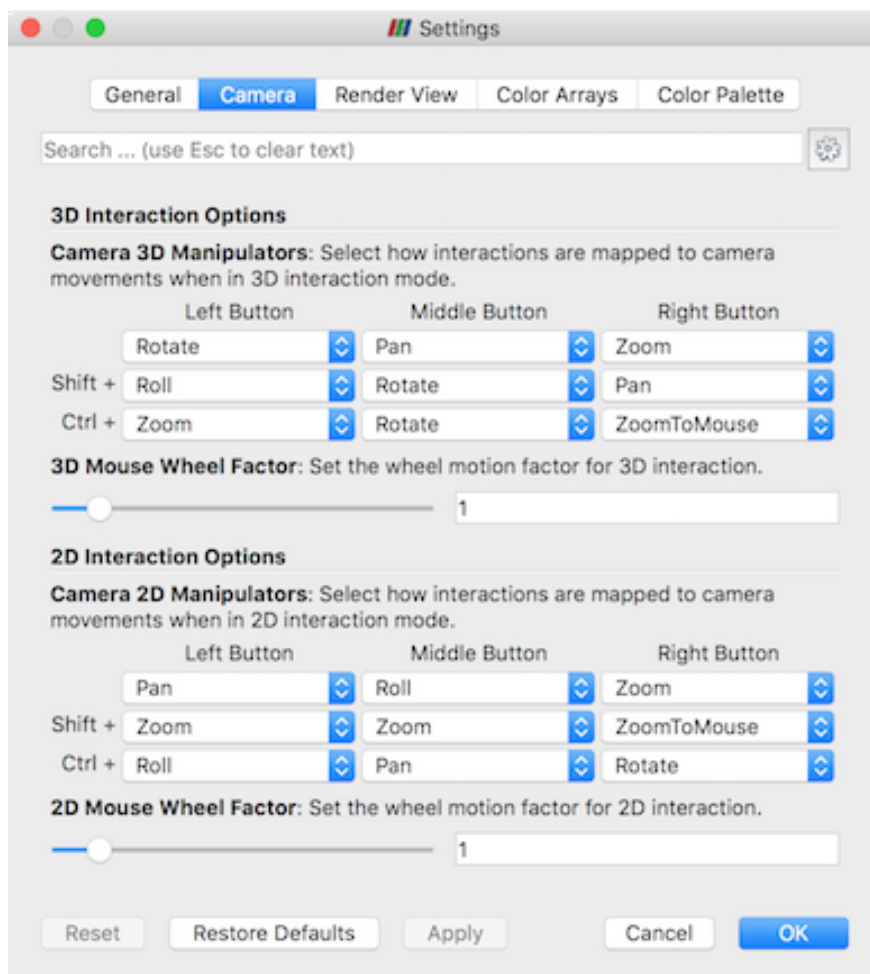 Settings
General Camera Render View Color Arrays Color Palette
Search ... (use Esc to clear text)
3D Interaction Options
Camera 3D Manipulators: Select how interactions are mapped to camera
movements when in 3D interaction mode.
Left Button Middle Button Right Button
Rotate Pan Zoom
Shift + Roll Rotate Pan
Ctrl + Zoom Rotate ZoomToMouse
3D Mouse Wheel Factor: Set the wheel motion factor for 3D interaction.
1
2D Interaction Options
Camera 2D Manipulators: Select how interactions are mapped to camera
movements when in 2D interaction mode.
Left Button Middle Button Right Button
Pan Roll Zoom
Shift + Zoom Zoom ZoomToMouse
Ctrl + Roll Pan Rotate
2D Mouse Wheel Factor: Set the wheel motion factor for 2D interaction.
1
Reset Restore Defaults Apply Cancel OK